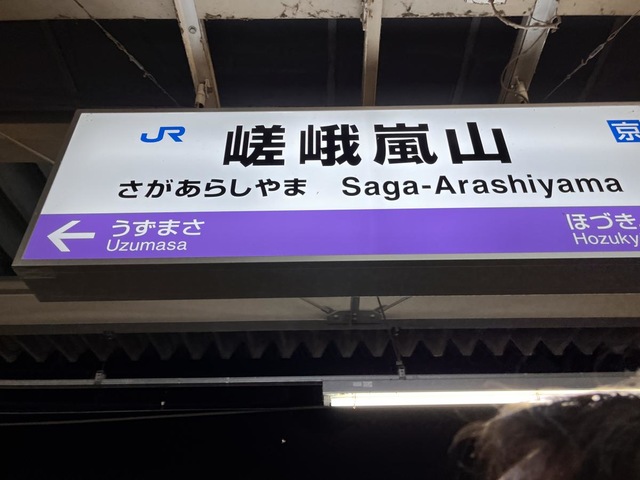 JR 嵯峨嵐山 京
さがあらしやま Saga-Arashiyama
← うずまさ ほづき
Uzumasa Hozuky